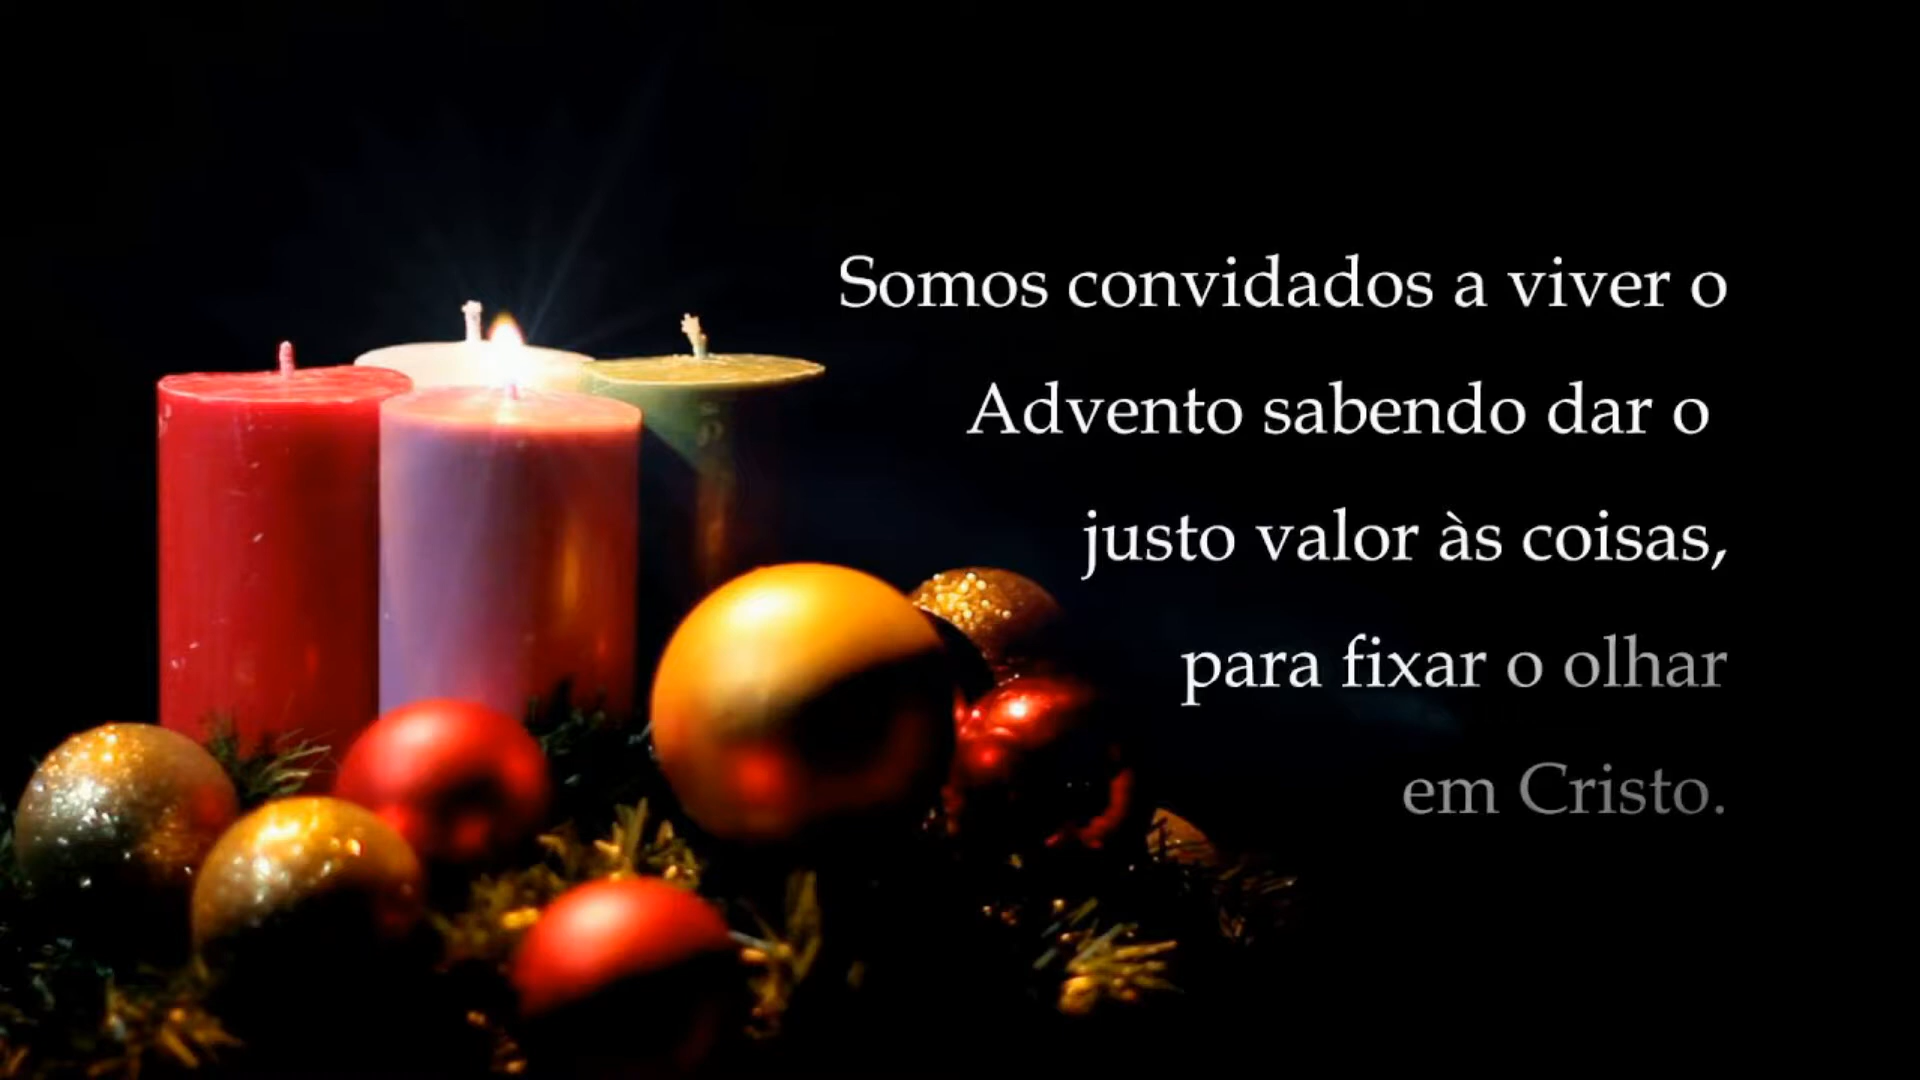 Somos convidados a viver o
Advento sabendo dar o
justo valor às coisas,
para fixar o olhar
em Cristo.